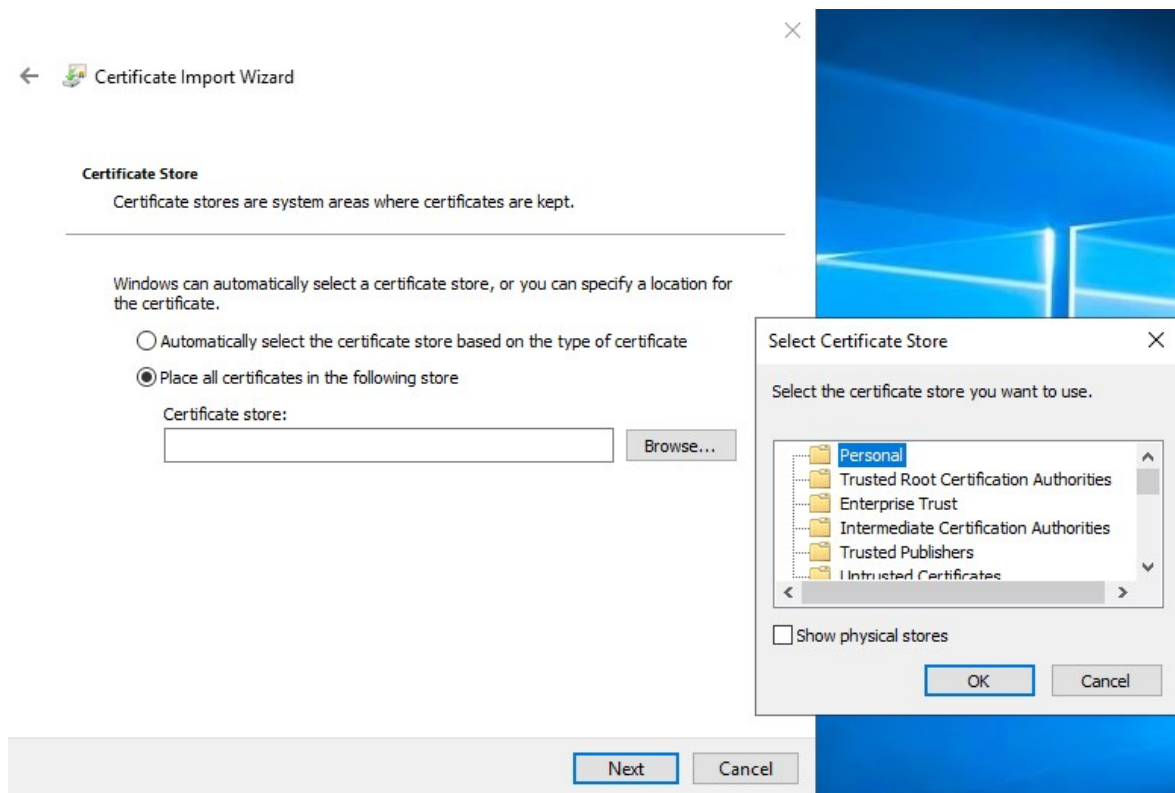 Certificate Import Wizard
Certificate Store
Certificate stores are system areas where certificates are kept.
Windows can automatically select a certificate store, or you can specify a location for
the certificate.
Automatically select the certificate store based on the type of certificate
Place all certificates in the following store
Certificate store:
Browse...
Next
Cancel
Select Certificate Store
Select the certificate store you want to use.
Personal
Trusted Root Certification Authorities
Enterprise Trust
Intermediate Certification Authorities
Trusted Publishers
Untrusted Certificates
Show physical stores
OK
Cancel